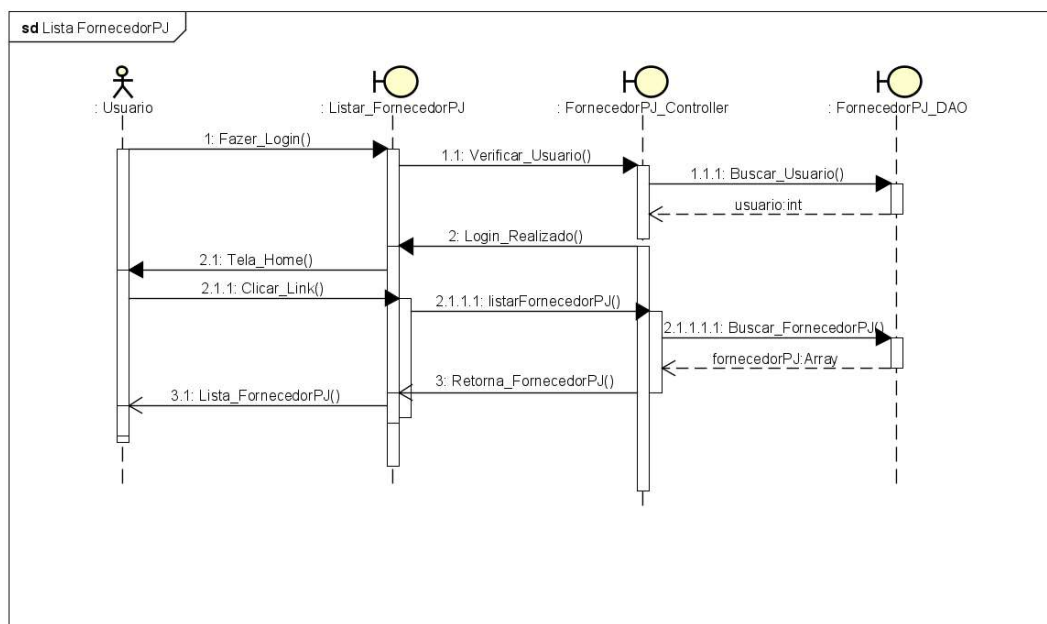 sd Lista FornecedorPJ
: Usuario
: Listar_FornecedorPJ
: FornecedorPJ_Controller
: FornecedorPJ_DAO
1: Fazer_Login()
1.1: Verificar_Usuario()
1.1.1: Buscar_Usuario()
usuario:int
2: Login_Realizado()
2.1: Tela_Home()
2.1.1: Clicar_Link()
2.1.1.1: listarFornecedorPJ()
2.1.1.1.1: Buscar_FornecedorPJ()
fornecedorPJ:Array
3: Retorna_FornecedorPJ()
3.1: Lista_FornecedorPJ()